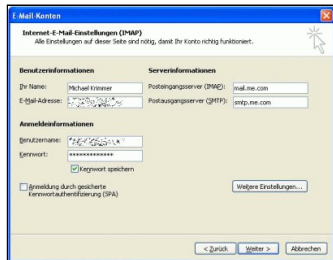 E-Mail-Konten
Internet-E-Mail-Einstellungen (IMAP)
Alle Einstellungen auf dieser Seite sind nötig, damit Ihr Konto richtig funktioniert.
Benutzerinformationen
Ihr Name: Michael Krimmer
E-Mail-Adresse:
Serverinformationen
Posteingangsserver (IMAP): mail.me.com
Postausgangsserver (SMTP): smtp.me.com
Anmeldeinformationen
Benutzername:
Kennwort: *************
Kennwort speichern
Anmeldung durch gesicherte
Kennwortauthentifizierung (SPA)
Weitere Einstellungen...
< Zurück Weiter > Abbrechen